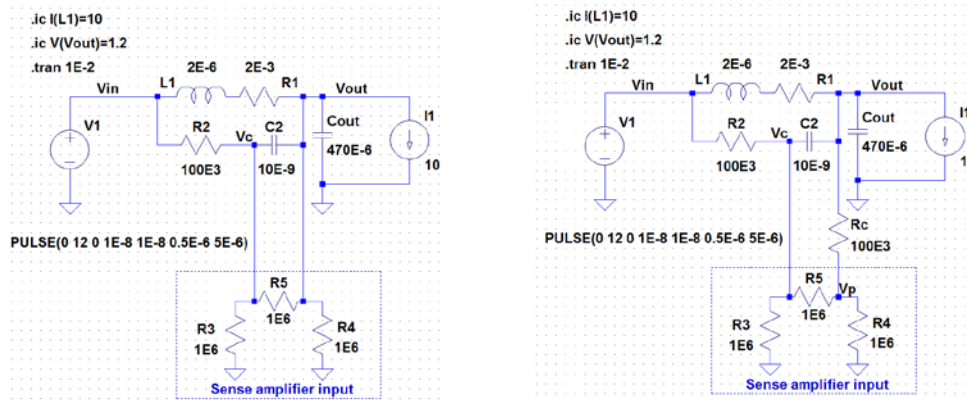 .ic I(L1)=10
.ic V(Vout)=1.2
.tran 1E-2
2E-6
2E-3
Vin
L1
R1
Vout
V1
R2
Vc
C2
Cout
I1
100E3
10E-9
470E-6
10
PULSE(0 12 0 1E-8 1E-8 0.5E-6 5E-6)
R5
1E6
R3
1E6
R4
1E6
Sense amplifier input
.ic I(L1)=10
.ic V(Vout)=1.2
.tran 1E-2
2E-6
2E-3
Vin
L1
R1
Vout
V1
R2
Vc
C2
Cout
I1
100E3
10E-9
470E-6
1
PULSE(0 12 0 1E-8 1E-8 0.5E-6 5E-6)
Rc
100E3
R5
Vp
1E6
R3
1E6
R4
1E6
Sense amplifier input